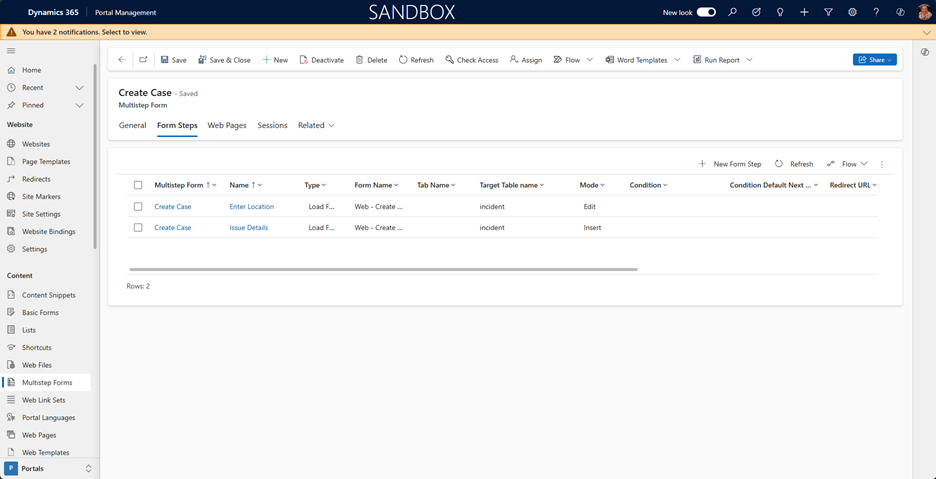 Dynamics 365 Portal Management SANDBOX New look
You have 2 notifications. Select to view.
Save Save & Close New Deactivate Delete Refresh Check Access Assign Flow Word Templates Run Report Share
Home
Recent
Pinned
Website
Websites
Page Templates
Redirects
Site Markers
Site Settings
Website Bindings
Settings
Content
Content Snippets
Basic Forms
Lists
Shortcuts
Web Files
Multistep Forms
Web Link Sets
Portal Languages
Web Pages
Web Templates
P Portals
Create Case - Saved
Multistep Form
General Form Steps Web Pages Sessions Related
New Form Step Refresh Flow
Multistep Form ↑ Name ↑ Type Form Name Tab Name Target Table name Mode Condition Condition Default Next ... Redirect URL
Create Case Enter Location Load F... Web - Create ... incident Edit
Create Case Issue Details Load F... Web - Create ... incident Insert
Rows: 2